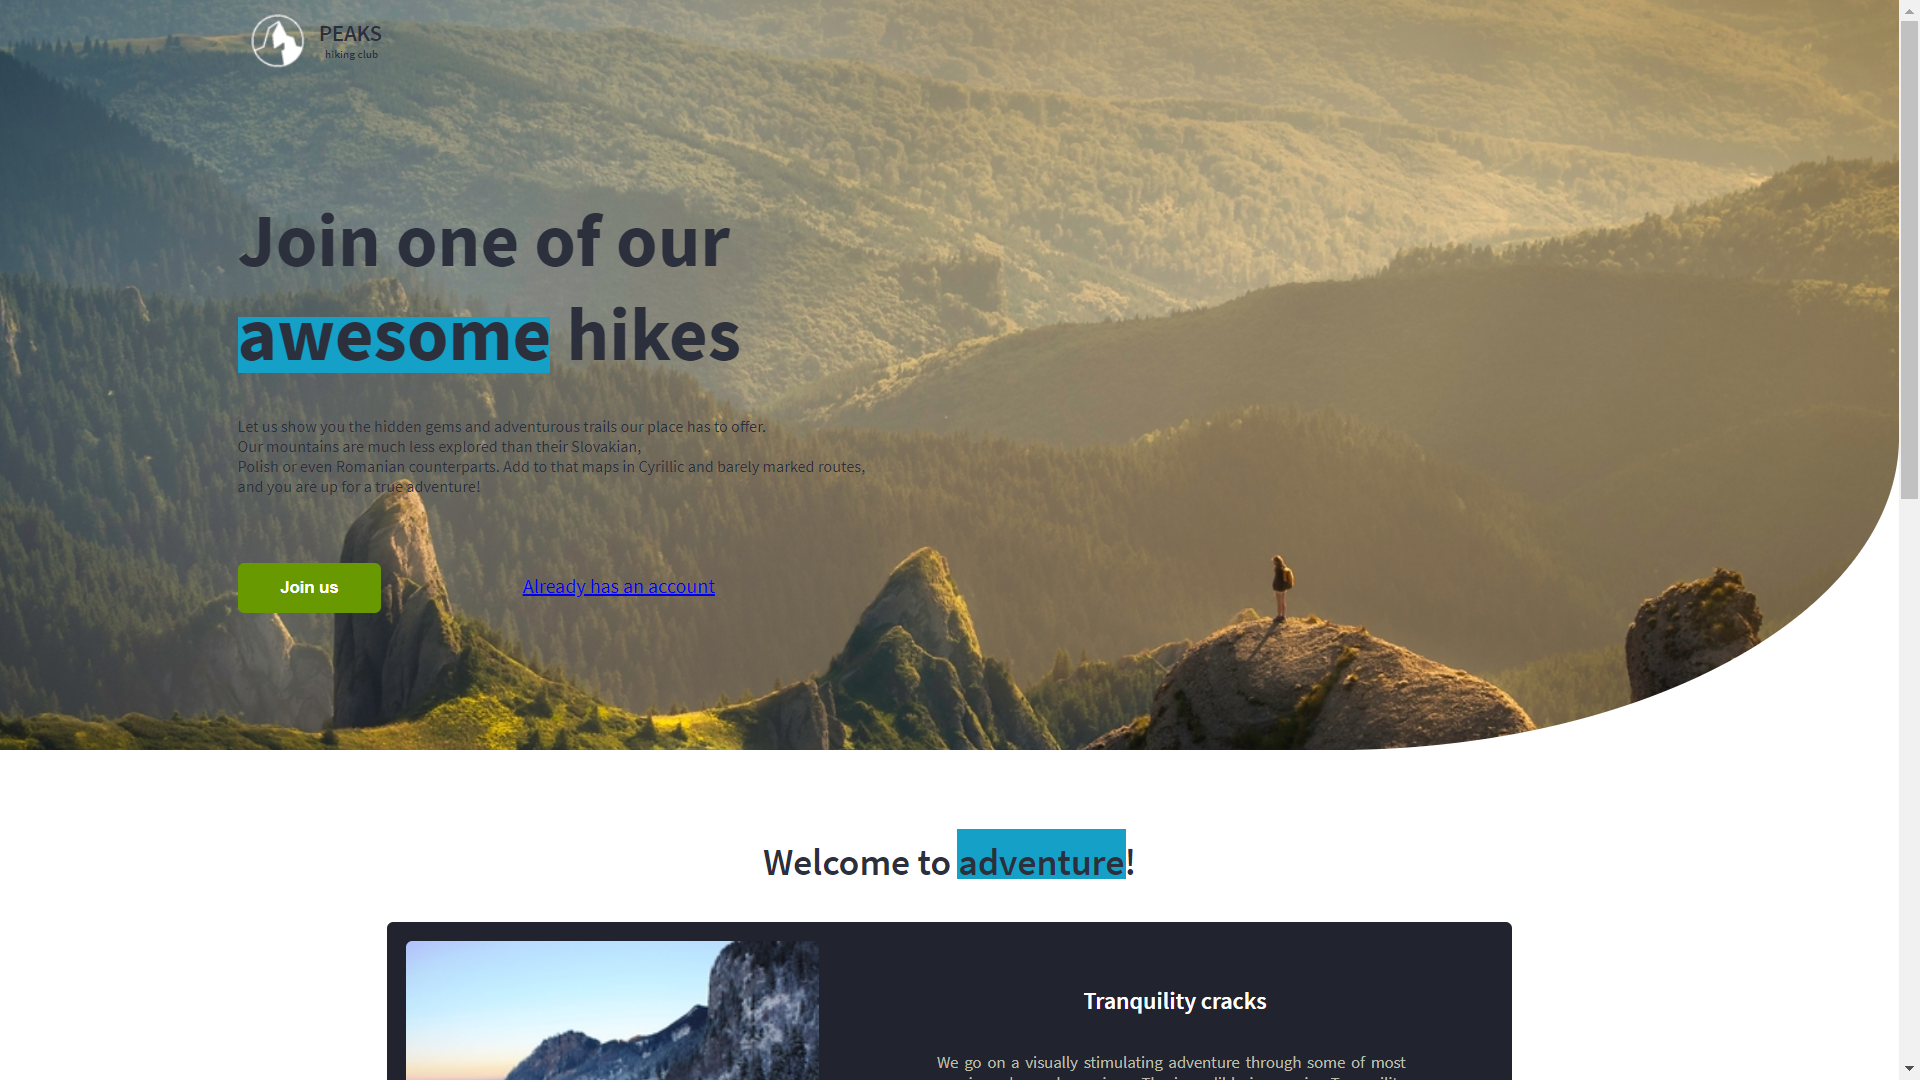 PEAKS
hiking club
Join one of our
awesome hikes
Let us show you the hidden gems and adventurous trails our place has to offer.
Our mountains are much less explored than their Slovakian,
Polish or even Romanian counterparts. Add to that maps in Cyrillic and barely marked routes,
and you are up for a true adventure!
Join us
Already has an account
Welcome to adventure!
Tranquility cracks
We go on a visually stimulating adventure through some of most